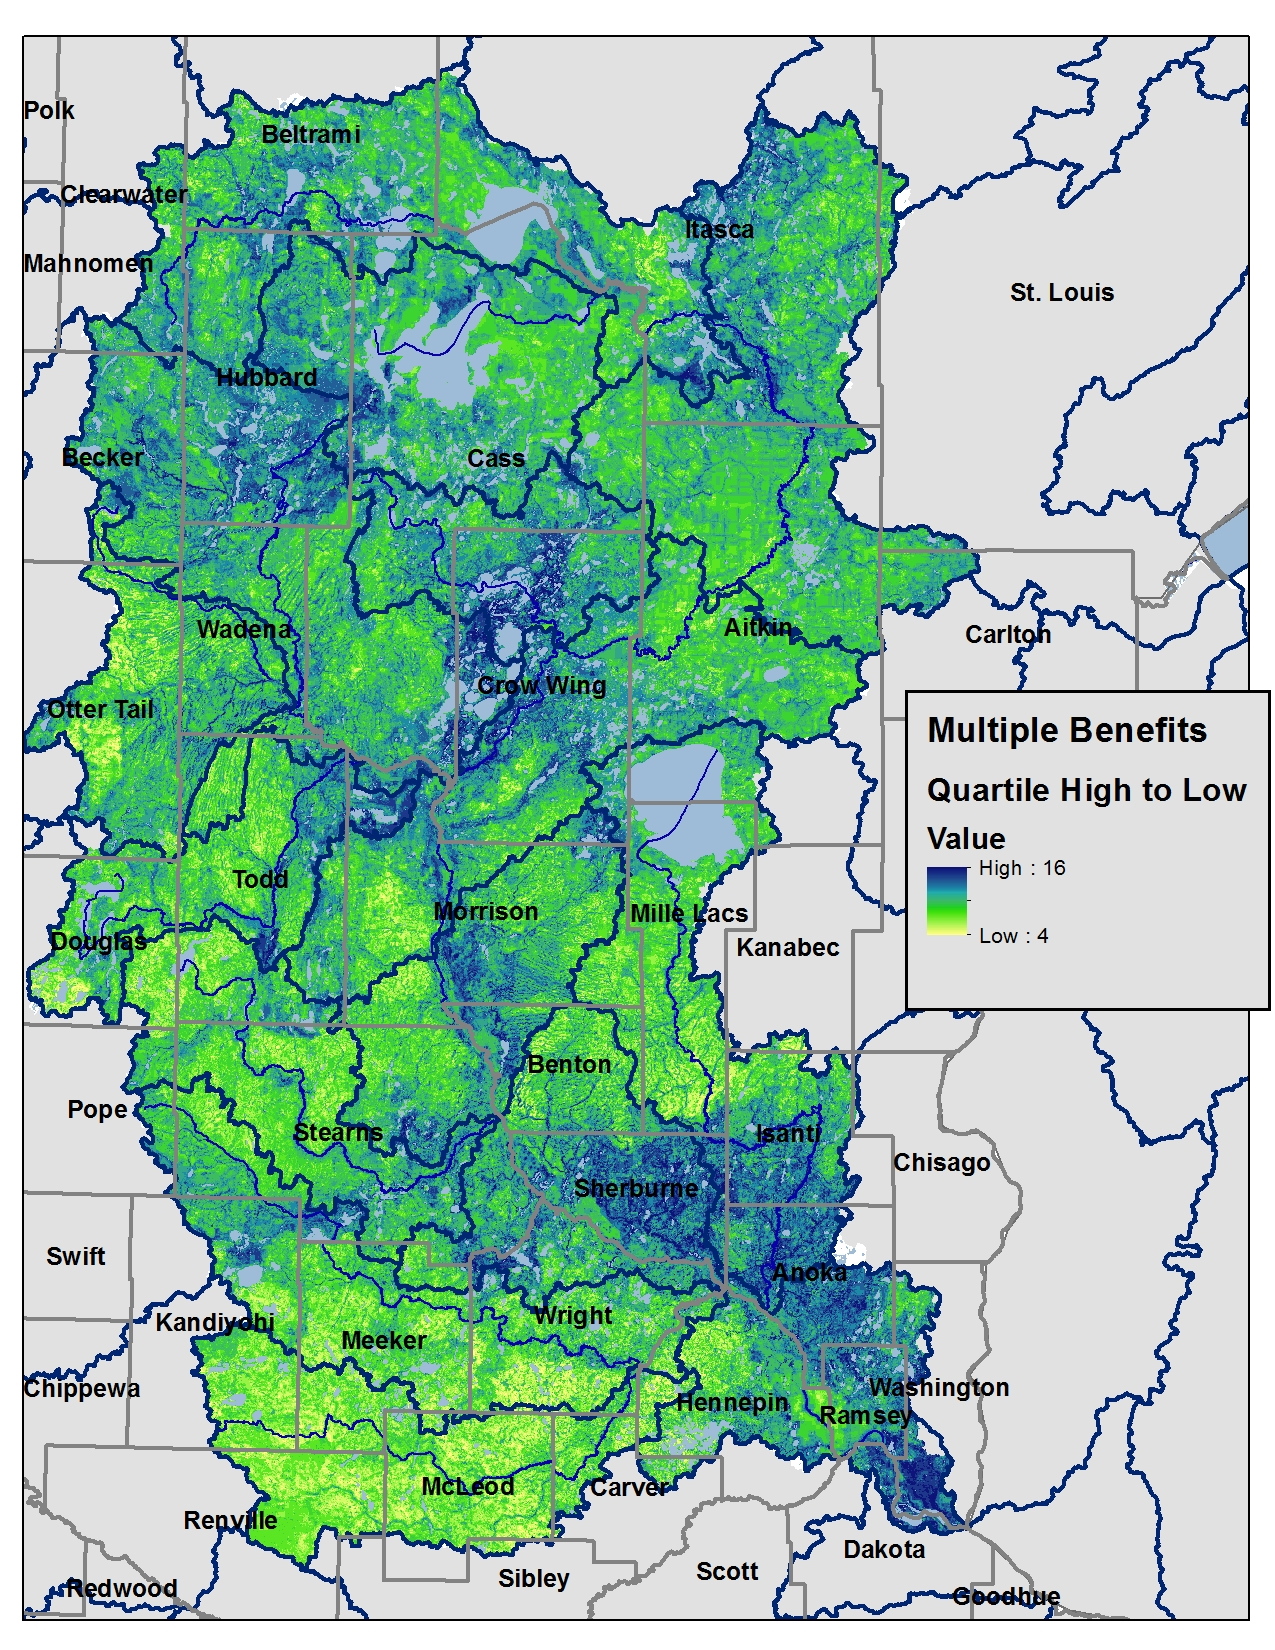 Polk
Beltrami
Clearwater
Itasca
Mahnomen
St. Louis
Hubbard
Becker
Cass
Wadena
Aitkin
Carlton
Crow Wing
Otter Tail
Multiple Benefits
Quartile High to Low
Value
High : 16
Low : 4
Todd
Morrison
Mille Lacs
Douglas
Kanabec
Benton
Pope
Stearns
Isanti
Chisago
Sherburne
Swift
Anoka
Kandiyohi
Wright
Meeker
Chippewa
Washington
Hennepin
Ramsey
McLeod
Carver
Renville
Dakota
Scott
Sibley
Redwood
Goodhue